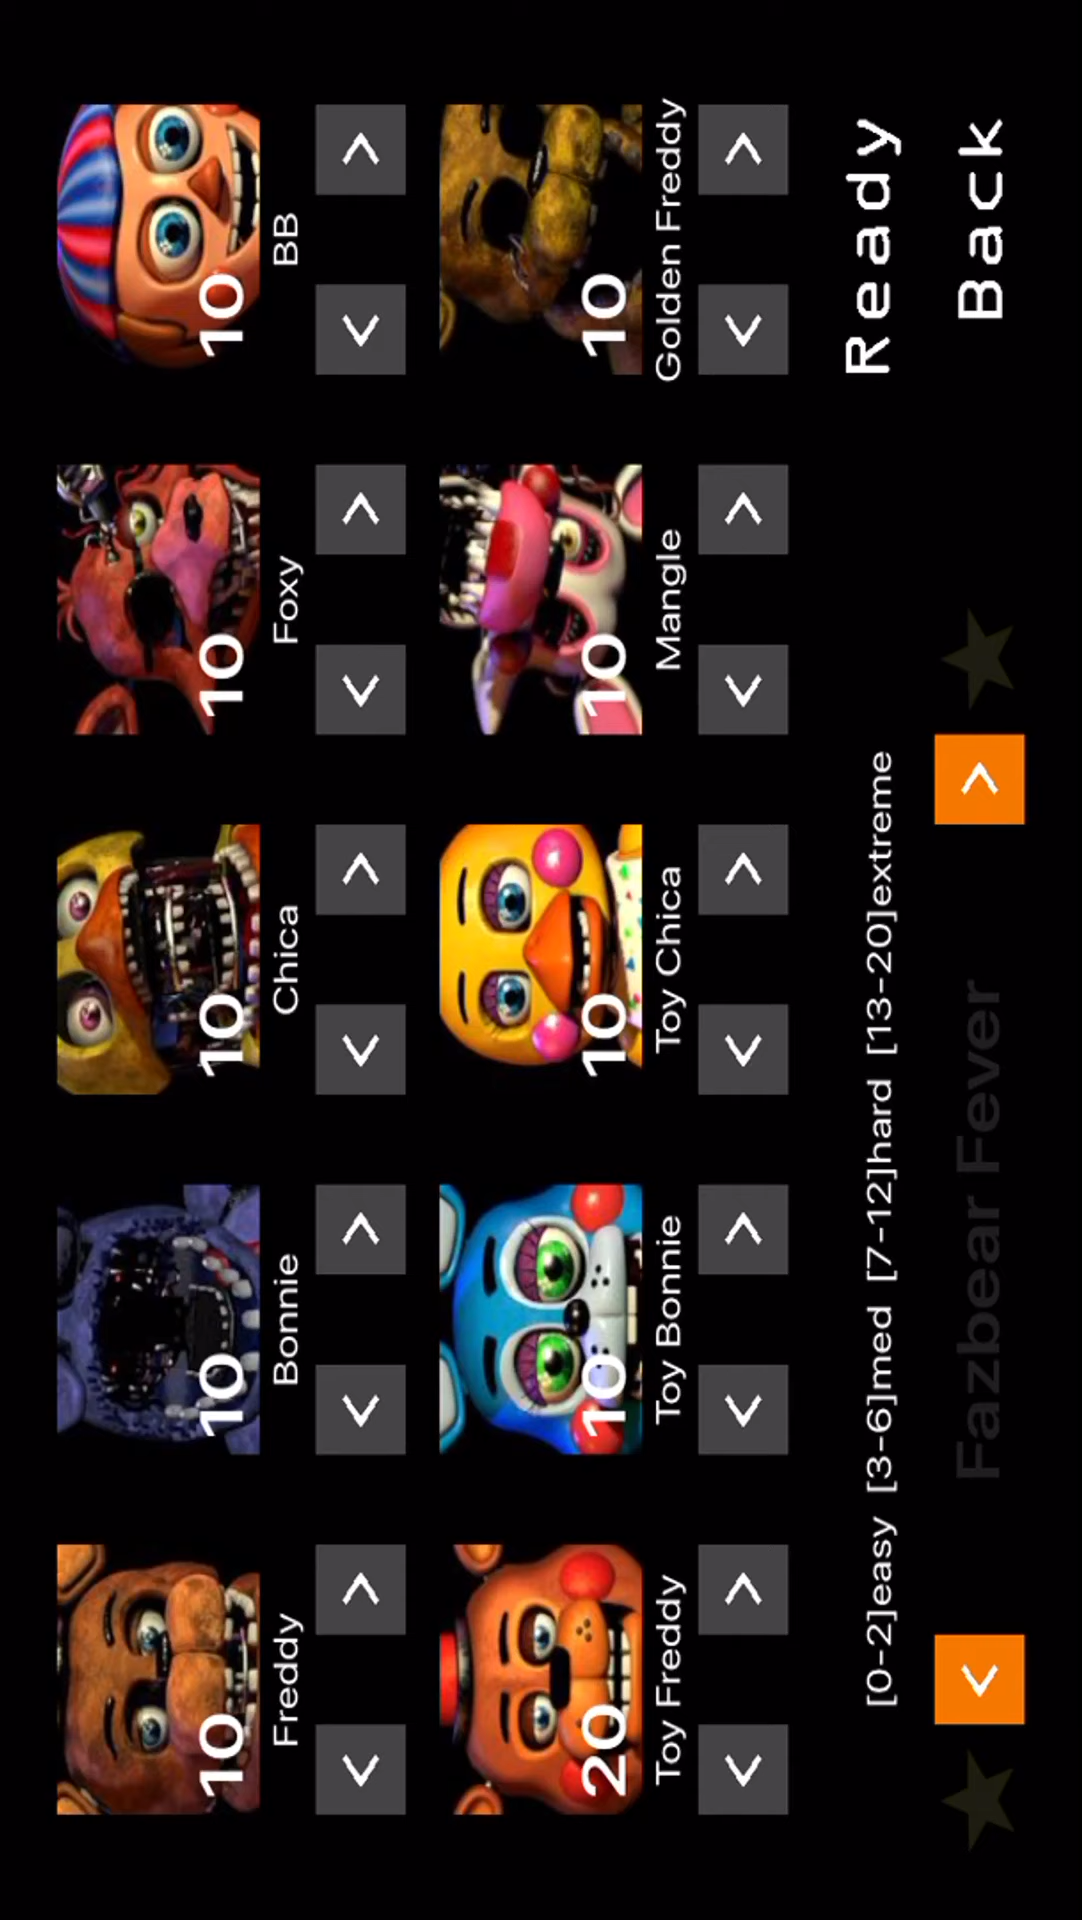 10 10 10 10 10
Freddy Bonnie Chica Foxy BB
< > < > < > < > < >
20 10 10 10 10
Toy Freddy Toy Bonnie Toy Chica Mangle Golden Freddy
< > < > < > < > < >
[0-2]easy [3-6]med [7-12]hard [13-20]extreme
Ready
< Fazbear Fever >
Back